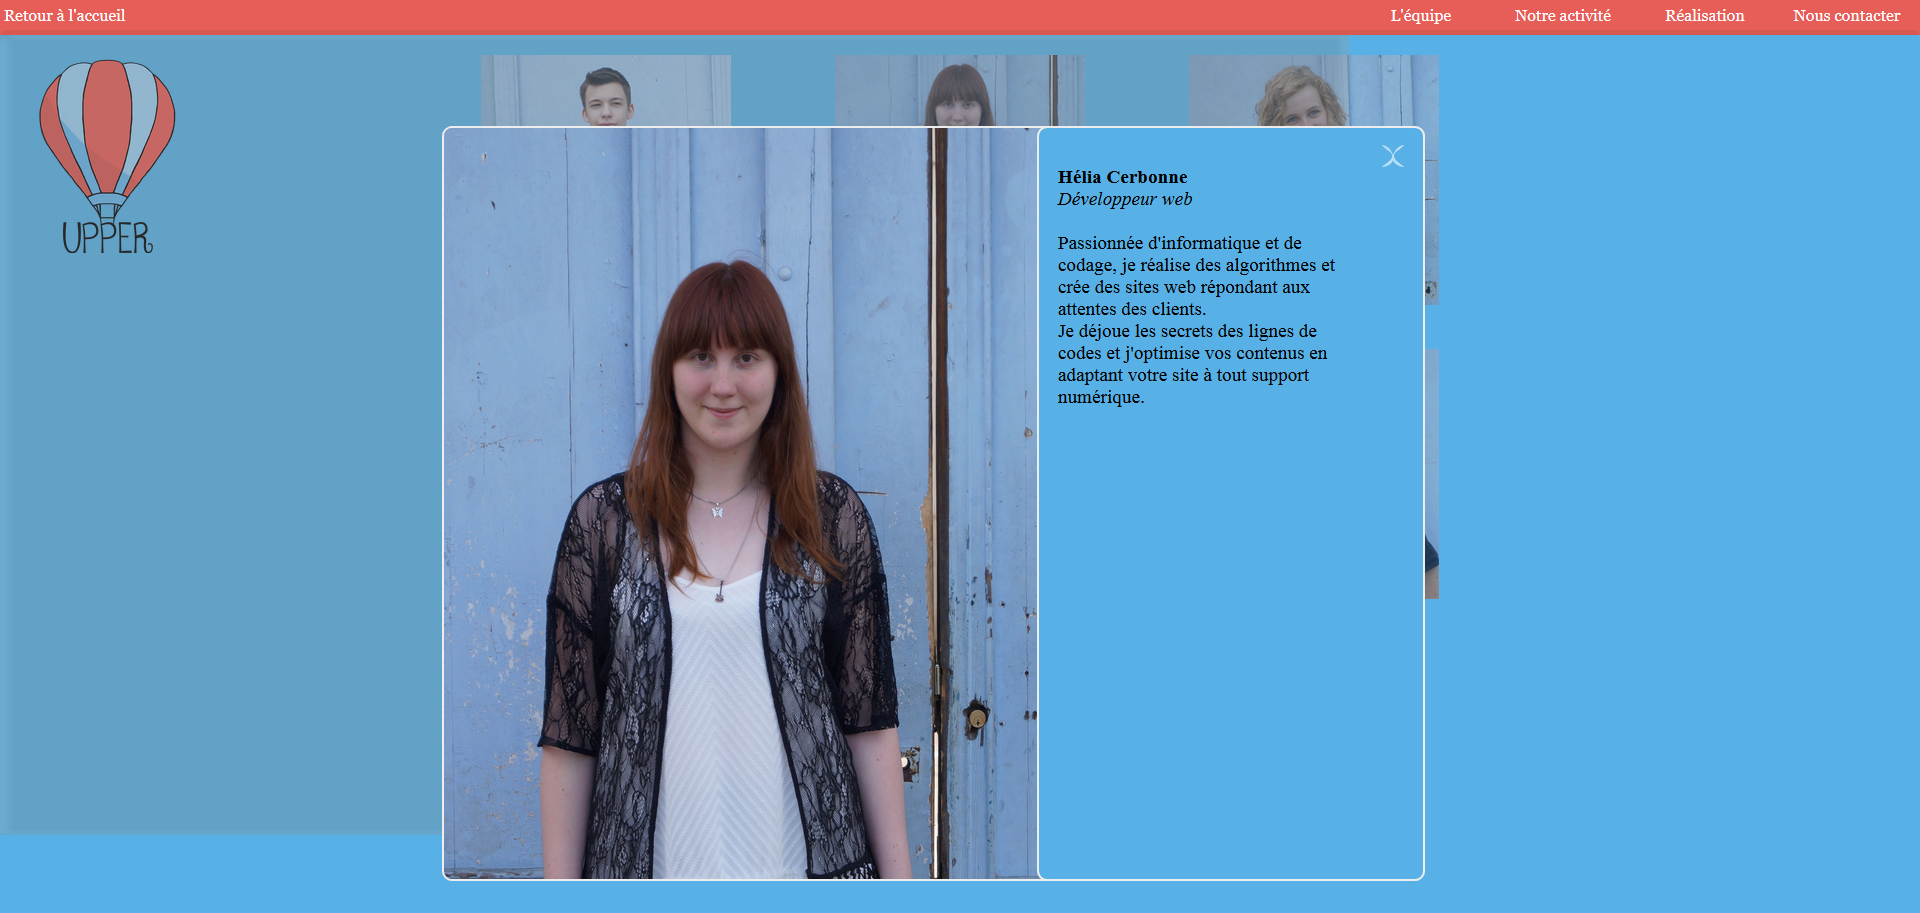 Retour à l'accueil
L'équipe
Notre activité
Réalisation
Nous contacter
UPPER
Hélia Cerbonne
Développeur web
Passionnée d'informatique et de
codage, je réalise des algorithmes et
crée des sites web répondant aux
attentes des clients.
Je déjoue les secrets des lignes de
codes et j'optimise vos contenus en
adaptant votre site à tout support
numérique.